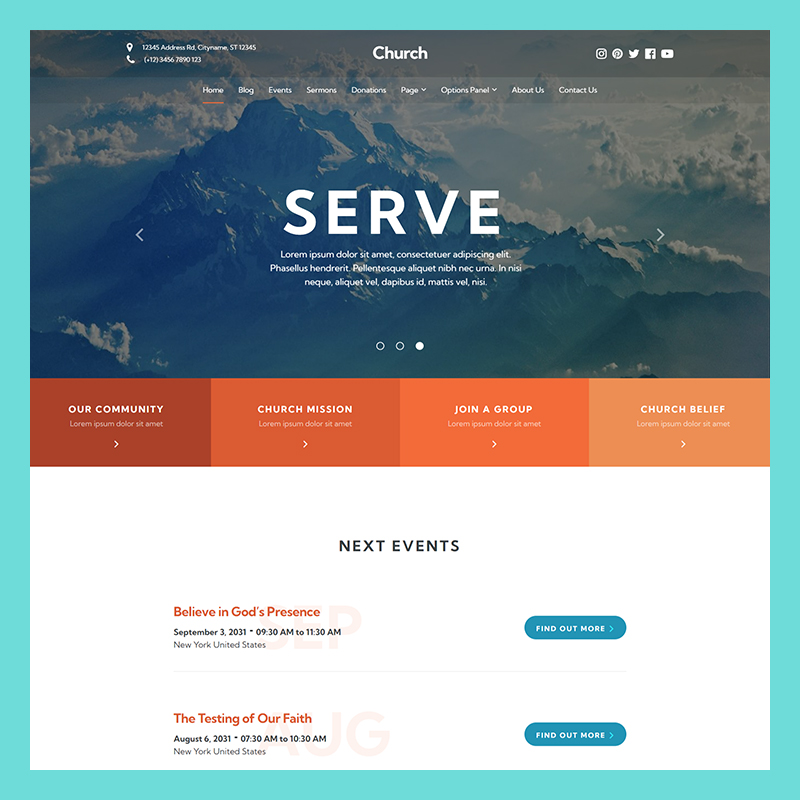 12345 Address Rd, Cityname, ST 12345
(+12) 3456 7890 123
Church
Home Blog Events Sermons Donations Page Options Panel About Us Contact Us
SERVE
Lorem ipsum dolor sit amet, consectetuer adipiscing elit.
Phasellus hendrerit. Pellentesque aliquet nibh nec urna. In nisi
neque, aliquet vel, dapibus id, mattis vel, nisi.
OUR COMMUNITY
Lorem ipsum dolor sit amet
CHURCH MISSION
Lorem ipsum dolor sit amet
JOIN A GROUP
Lorem ipsum dolor sit amet
CHURCH BELIEF
Lorem ipsum dolor sit amet
NEXT EVENTS
SEP
Believe in God's Presence
September 3, 2031 - 09:30 AM to 11:30 AM
New York United States
FIND OUT MORE
AUG
The Testing of Our Faith
August 6, 2031 - 07:30 AM to 10:30 AM
New York United States
FIND OUT MORE